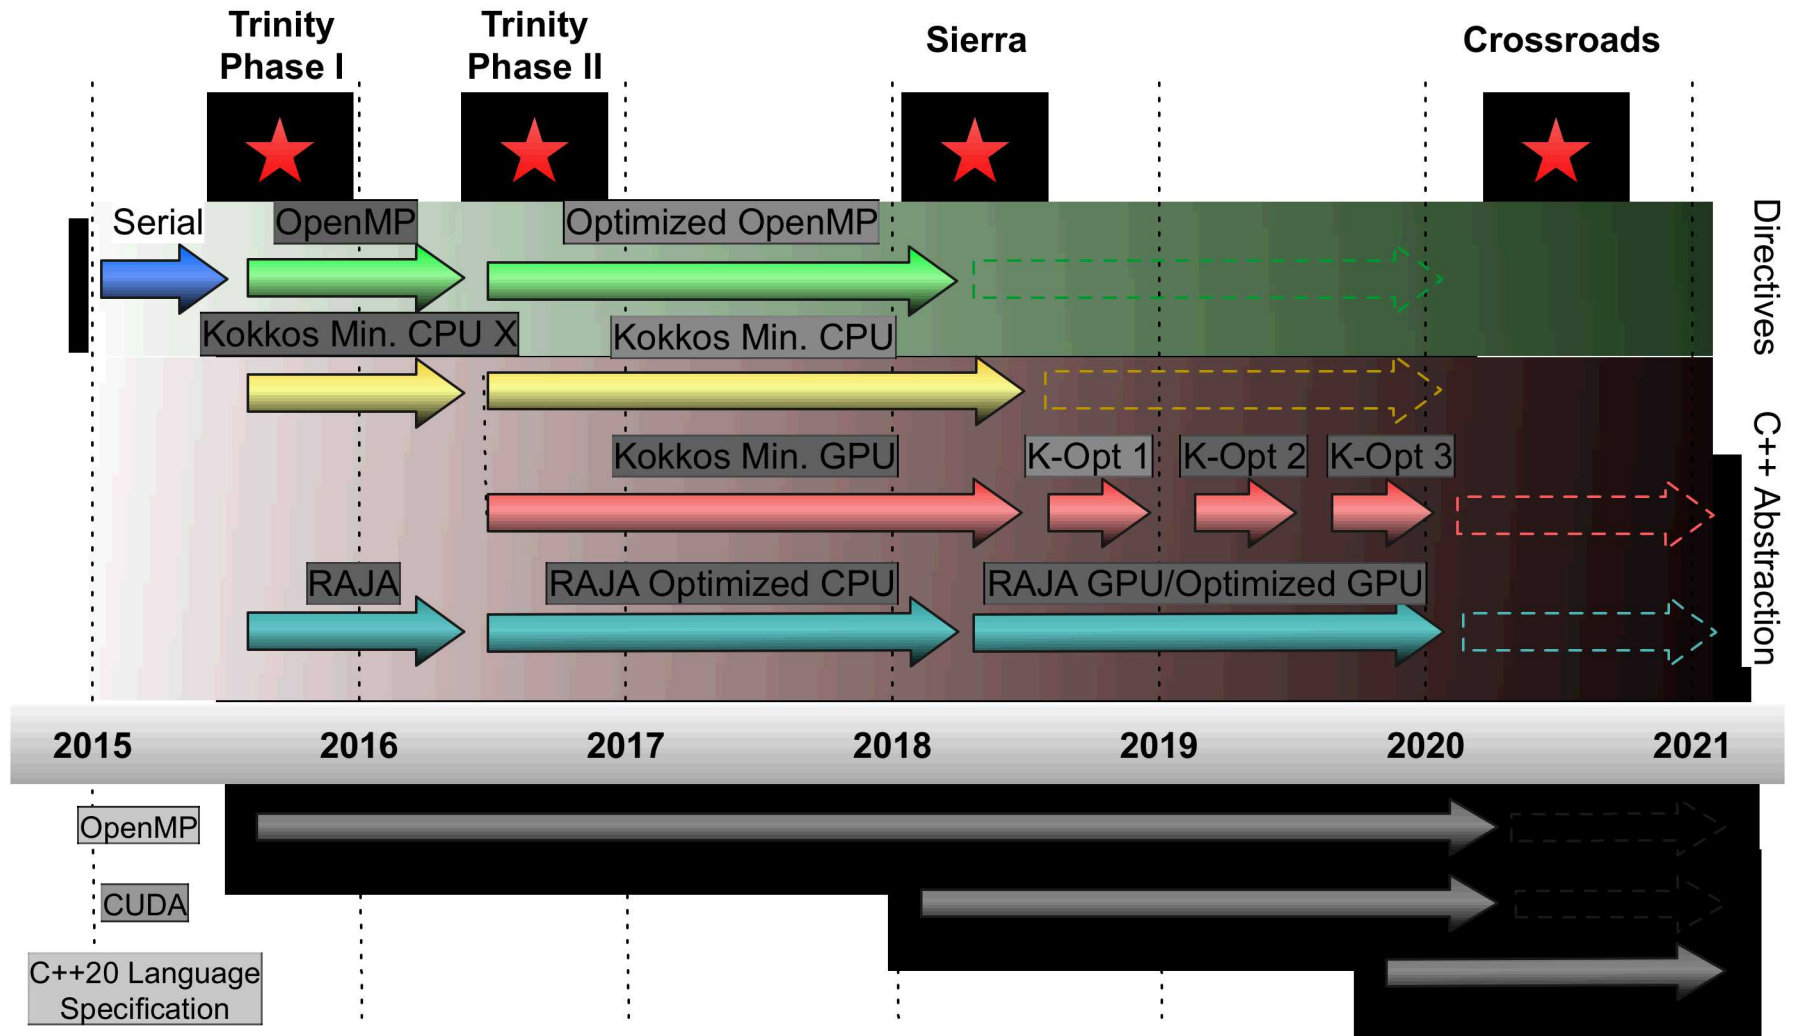 Trinity
Phase I
Trinity
Phase II
Sierra
Crossroads
Serial
OpenMP
Optimized OpenMP
Directives
Kokkos Min. CPU X
Kokkos Min. CPU
Kokkos Min. GPU
K-Opt 1
K-Opt 2
K-Opt 3
C++ Abstraction
RAJA
RAJA Optimized CPU
RAJA GPU/Optimized GPU
2015
2016
2017
2018
2019
2020
2021
OpenMP
CUDA
C++20 Language
Specification